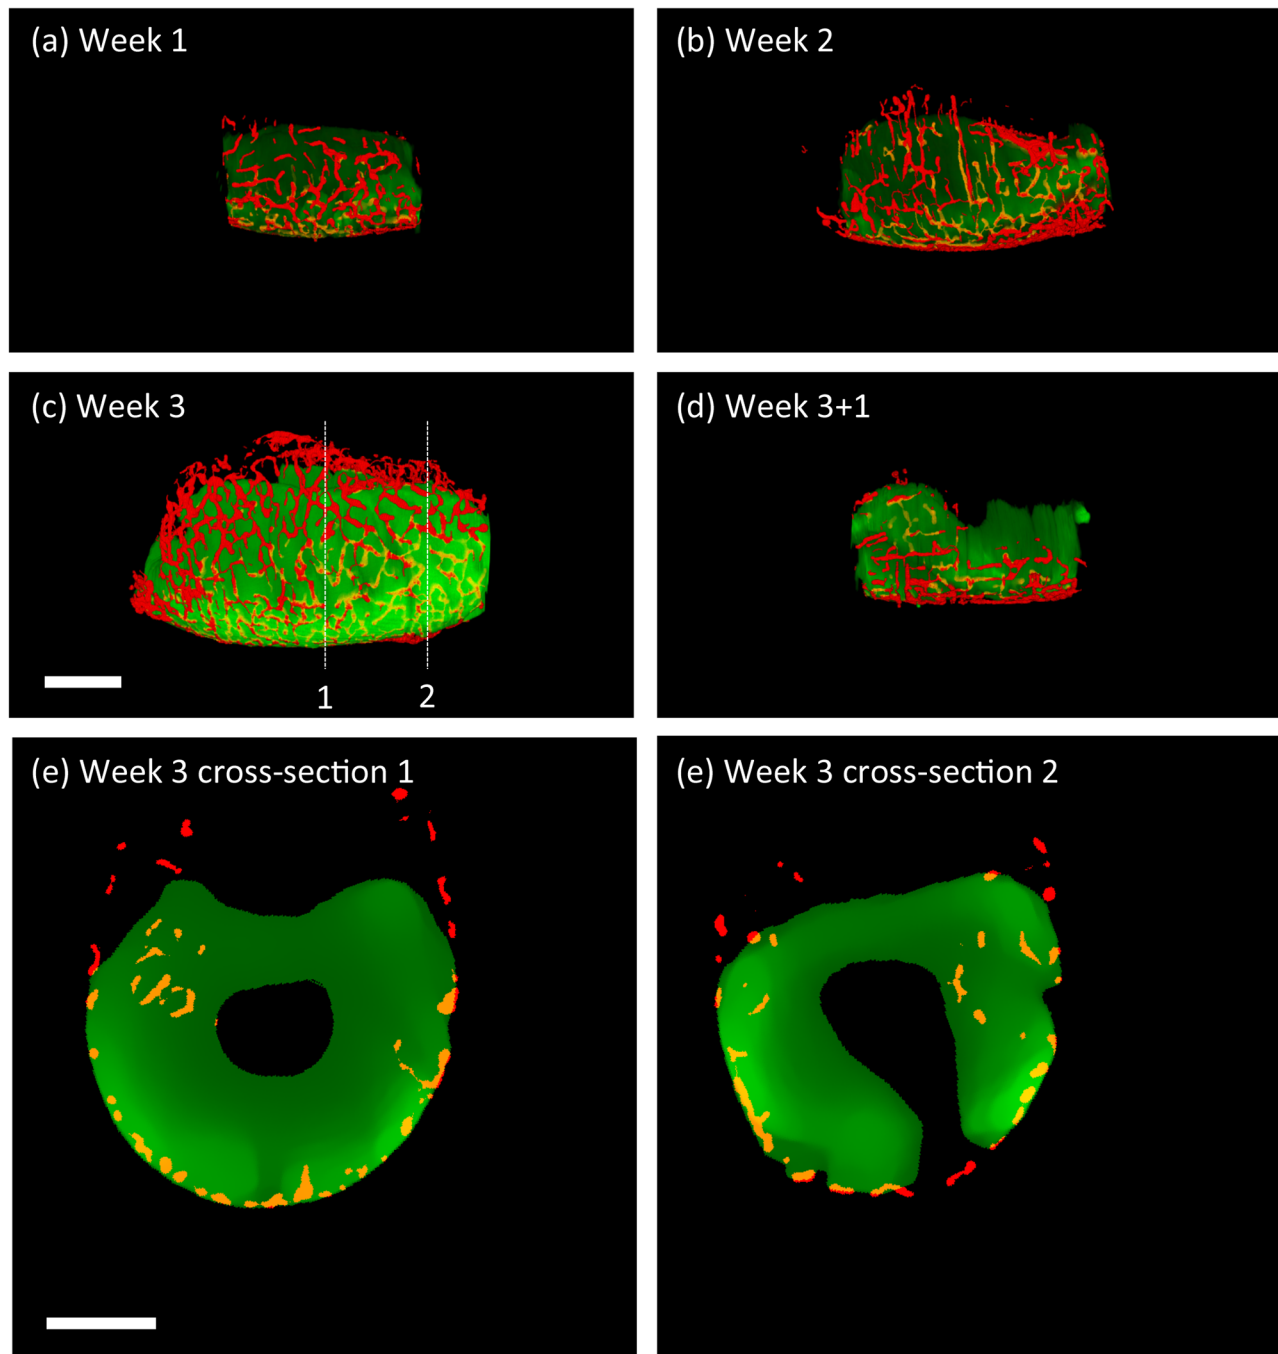 (a) Week 1
(b) Week 2
(c) Week 3
(d) Week 3+1
1
2
(e) Week 3 cross-section 1
(e) Week 3 cross-section 2